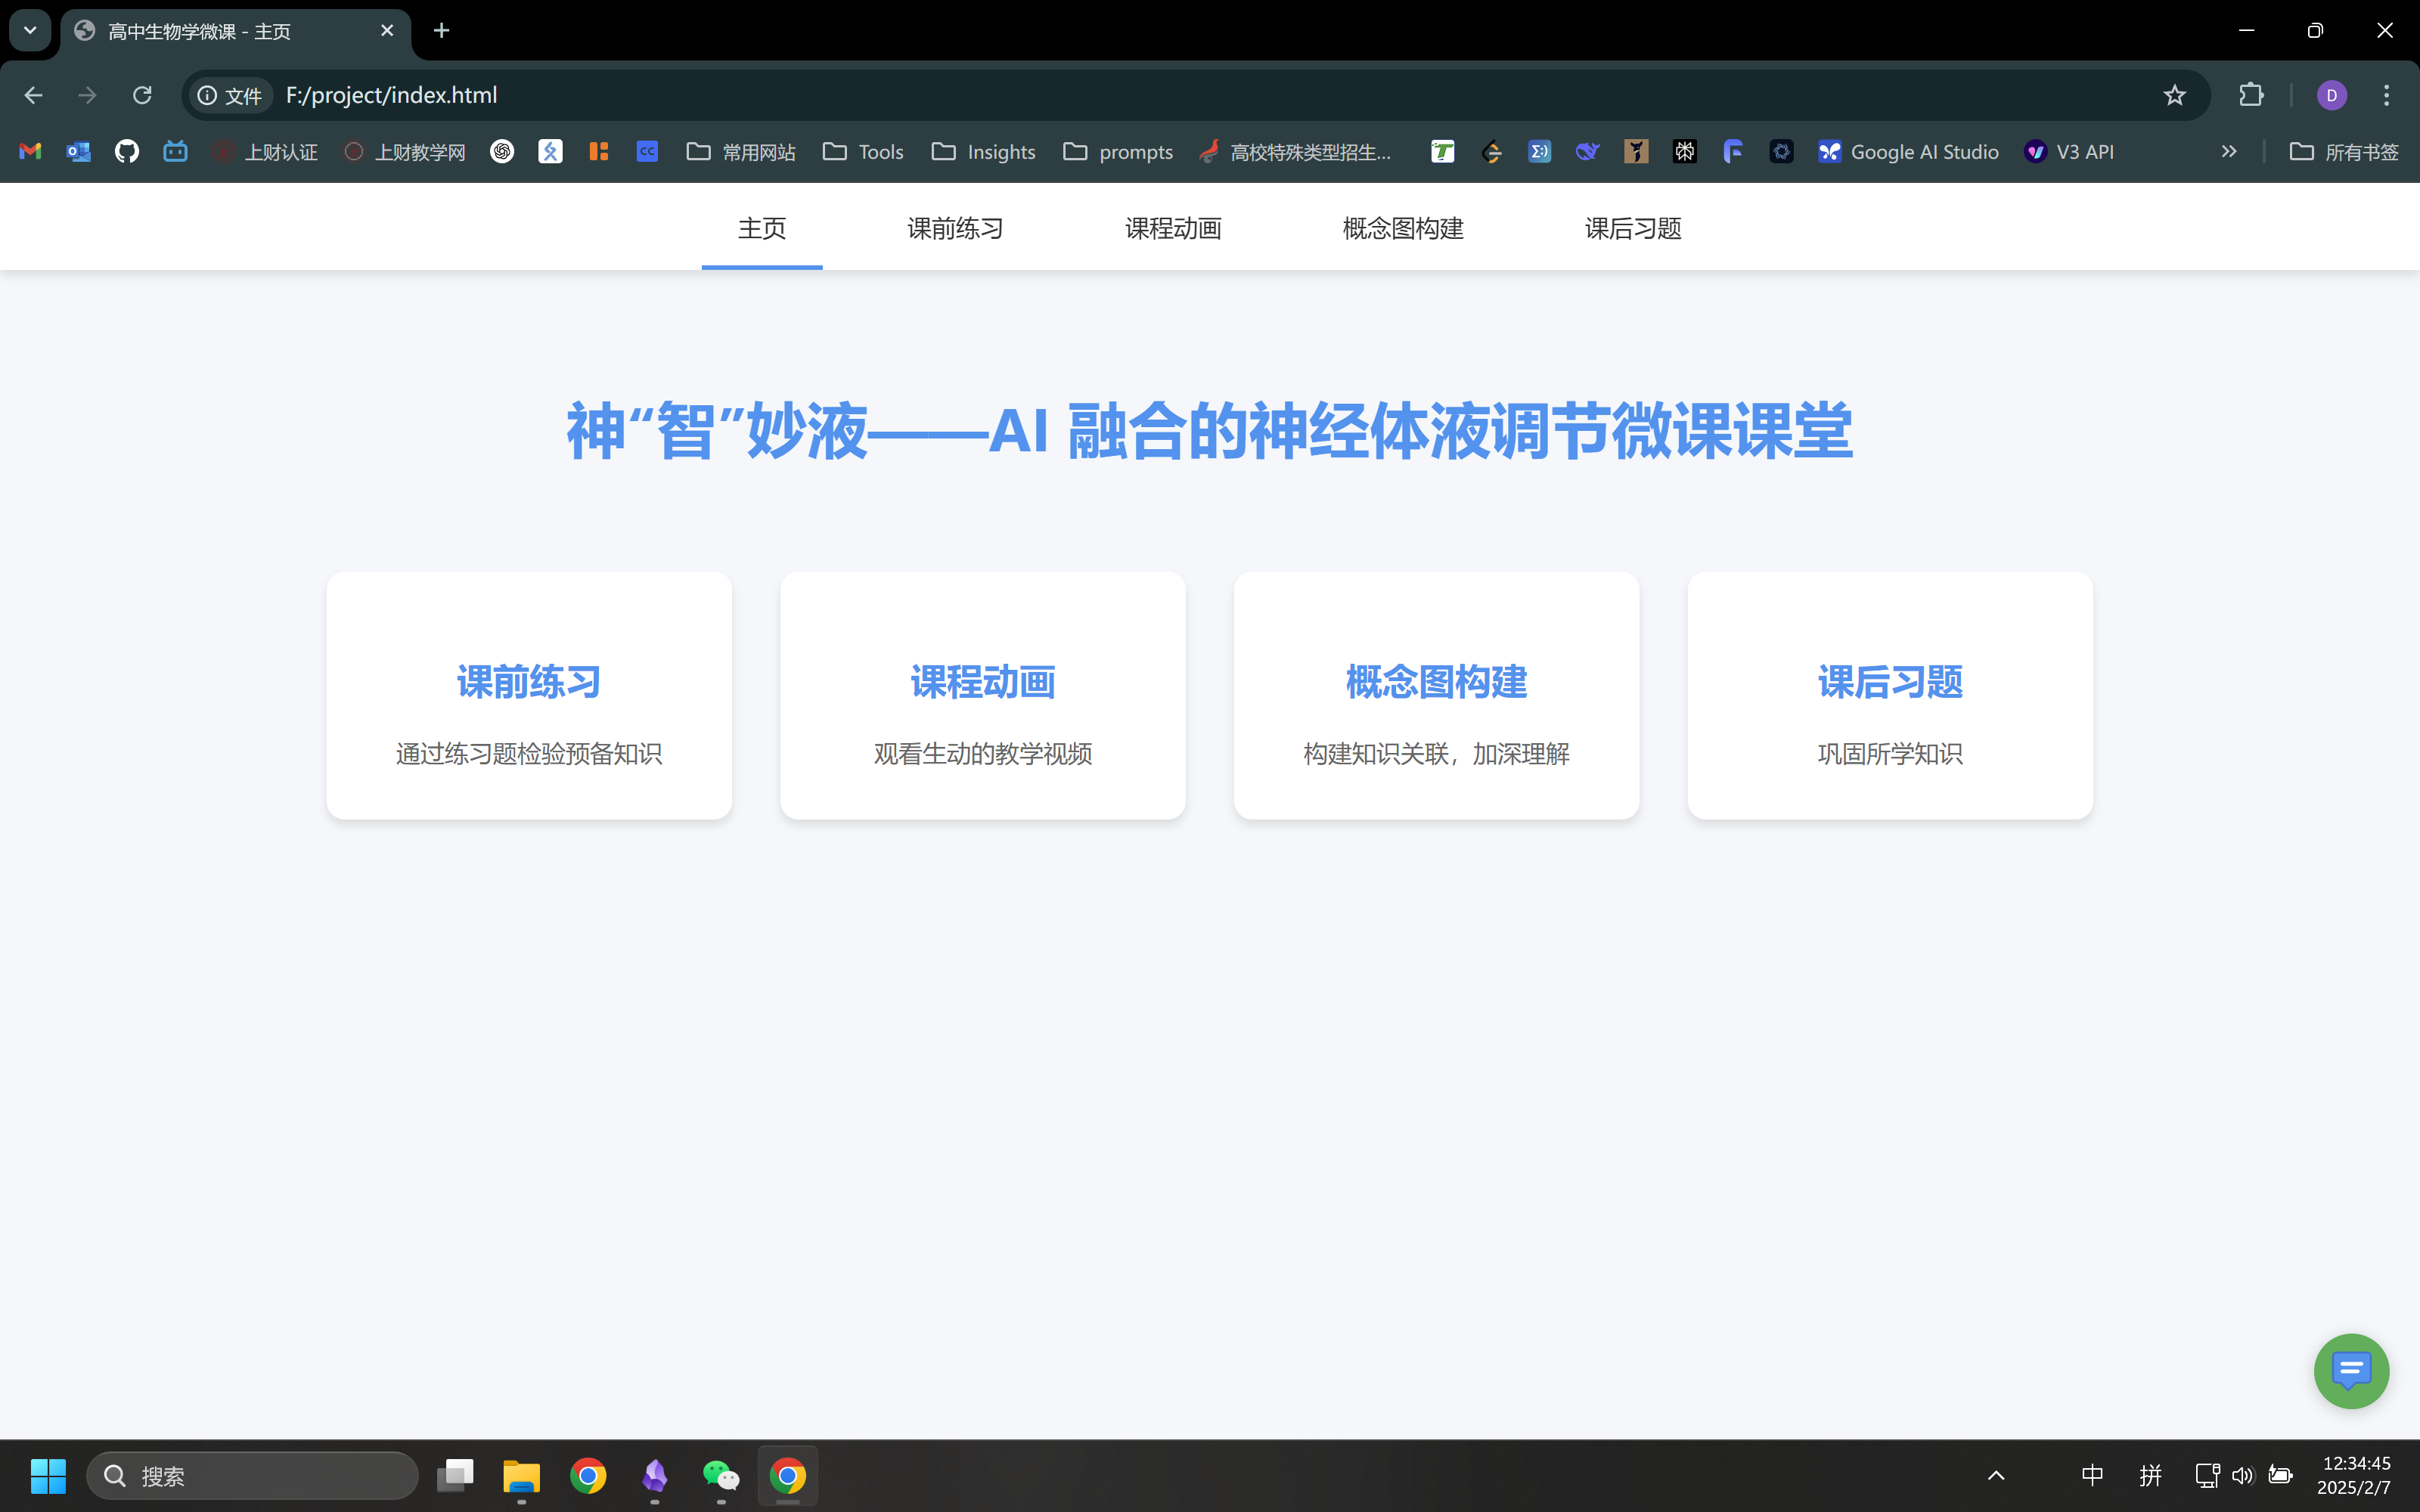 高中生物学微课 - 主页
文件 F:/project/index.html D
上财认证 上财教学网 CC 常用网站 Tools Insights prompts 高校特殊类型招生... Σ:) Google AI Studio V3 API 所有书签
主页 课前练习 课程动画 概念图构建 课后习题
神“智”妙液——AI 融合的神经体液调节微课课堂
课前练习 课程动画 概念图构建 课后习题
通过练习题检验预备知识 观看生动的教学视频 构建知识关联，加深理解 巩固所学知识
搜索 中 拼 12:34:45
2025/2/7